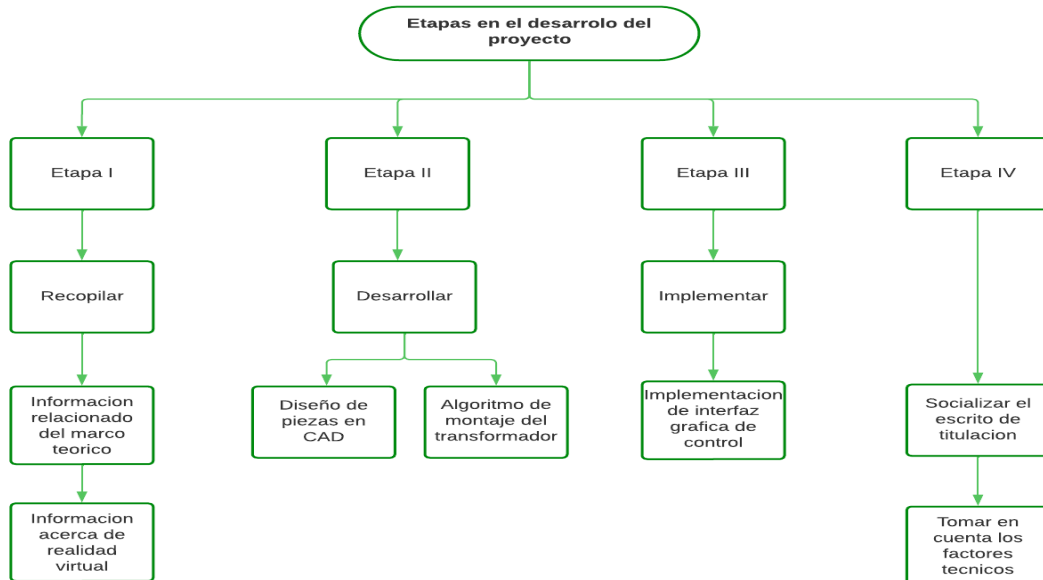 Etapas en el desarrolo del
proyecto
Etapa I
Etapa II
Etapa III
Etapa IV
Recopilar
Desarrollar
Implementar
Informacion
relacionado
del marco
teorico
Diseño de
piezas en
CAD
Algoritmo de
montaje del
transformador
Implementacion
de interfaz
grafica de
control
Socializar el
escrito de
titulacion
Informacion
acerca de
realidad
virtual
Tomar en
cuenta los
factores
tecnicos